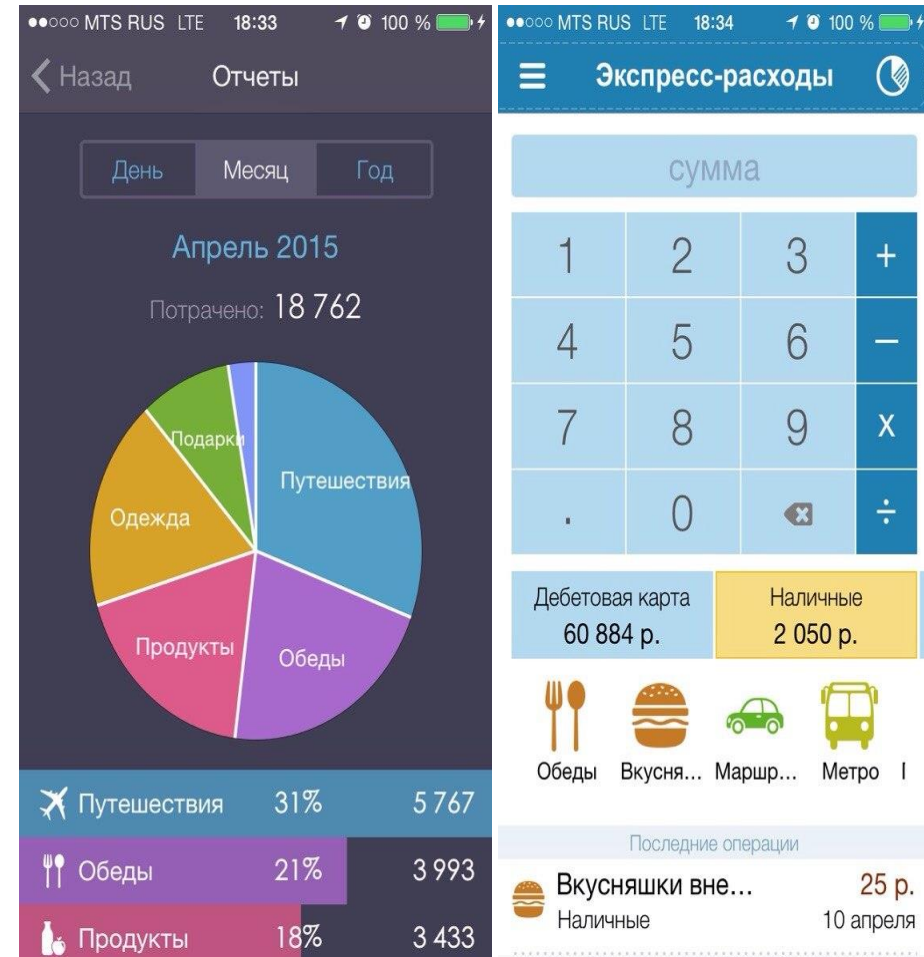 MTS RUS LTE 18:33 100 %
Назад Отчеты
День Месяц Год
Апрель 2015
Потрачено: 18 762
Путешествия
Обеды
Продукты
Одежда
Подарки
Путешествия 31% 5 767
Обеды 21% 3 993
Продукты 18% 3 433
MTS RUS LTE 18:34 100 %
Экспресс-расходы
сумма
1 2 3 +
4 5 6 −
7 8 9 x
. 0 ÷
Дебетовая карта
60 884 р.
Наличные
2 050 р.
Обеды Вкусня... Маршр... Метро
Последние операции
Вкусняшки вне... 25 р.
Наличные 10 апреля